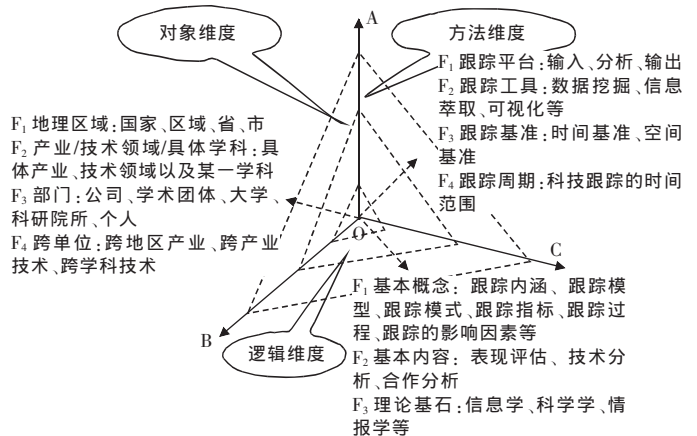 A
对象维度
方法维度
F₁ 跟踪平台:输入、分析、输出
F₂ 跟踪工具:数据挖掘、信息
萃取、可视化等
F₃ 跟踪基准:时间基准、空间
基准
F₄ 跟踪周期:科技跟踪的时间
范围
F₁ 地理区域:国家、区域、省、市
F₂ 产业/技术领域/具体学科:具
体产业、技术领域以及某一学科
F₃ 部门:公司、学术团体、大学、
科研院所、个人
F₄ 跨单位:跨地区产业、跨产业
技术、跨学科技术
O
C
B
逻辑维度
F₁ 基本概念: 跟踪内涵、跟踪模
型、跟踪模式、跟踪指标、跟踪过
程、跟踪的影响因素等
F₂ 基本内容: 表现评估、技术分
析、合作分析
F₃ 理论基石:信息学、科学学、情
报学等